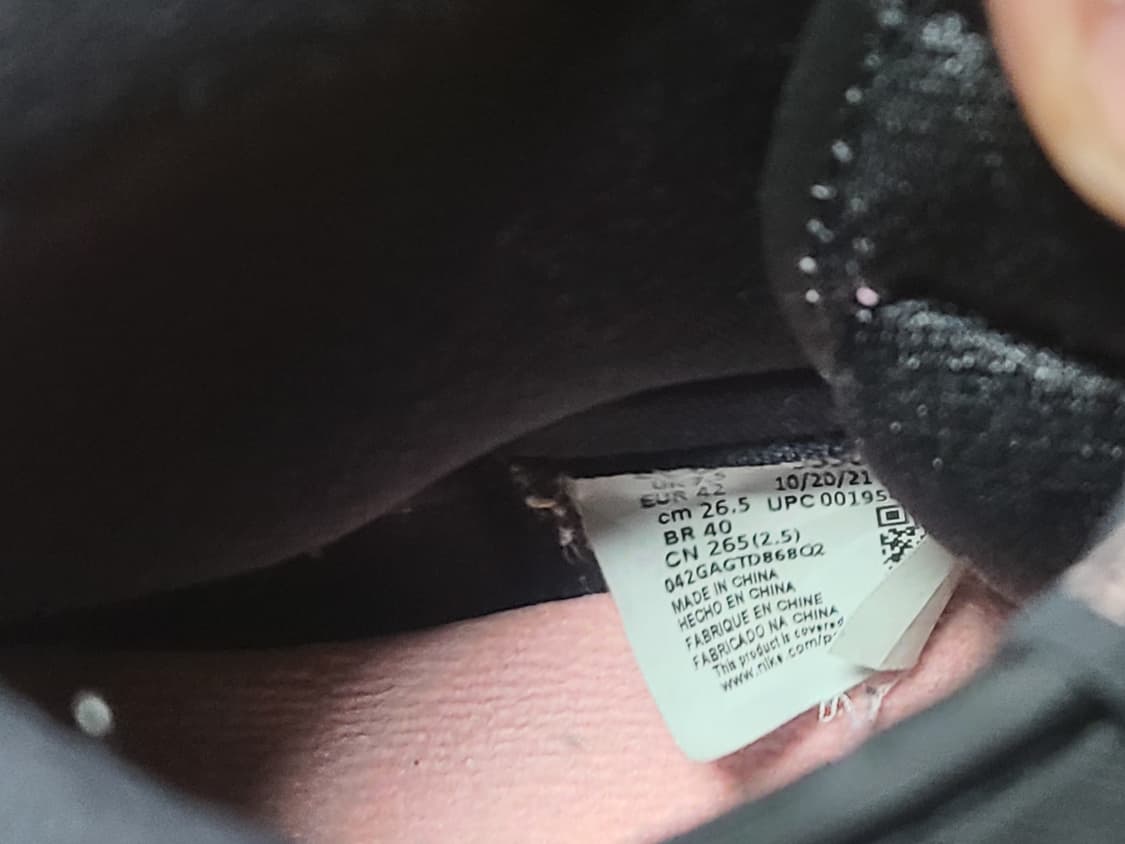 EUR 42 10/20/21
cm 26.5 UPC 00195
BR 40
CN 265(2.5)
042GAGTD868O2
MADE IN CHINA
HECHO EN CHINA
FABRIQUE EN CHINE
FABRICADO NA CHINA
This product is covered
www.nike.com/p